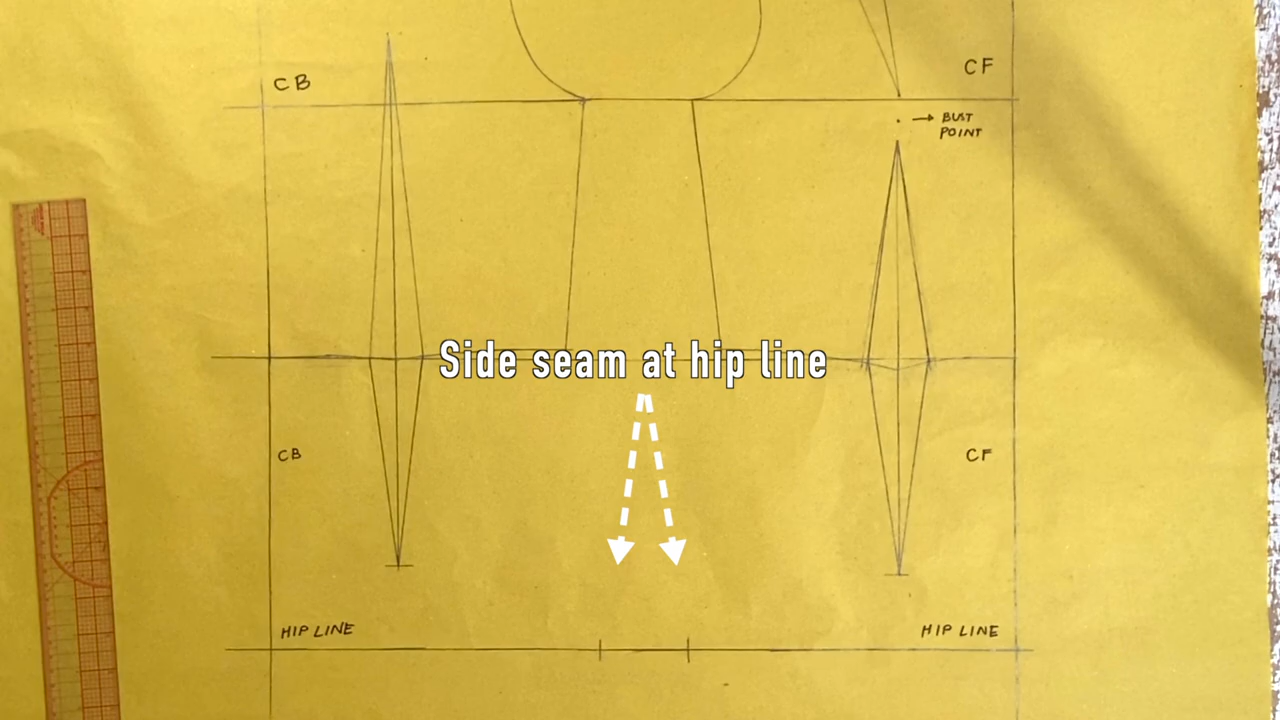 CB
CF
BUST
POINT
Side seam at hip line
CB
CF
HIP LINE
HIP LINE